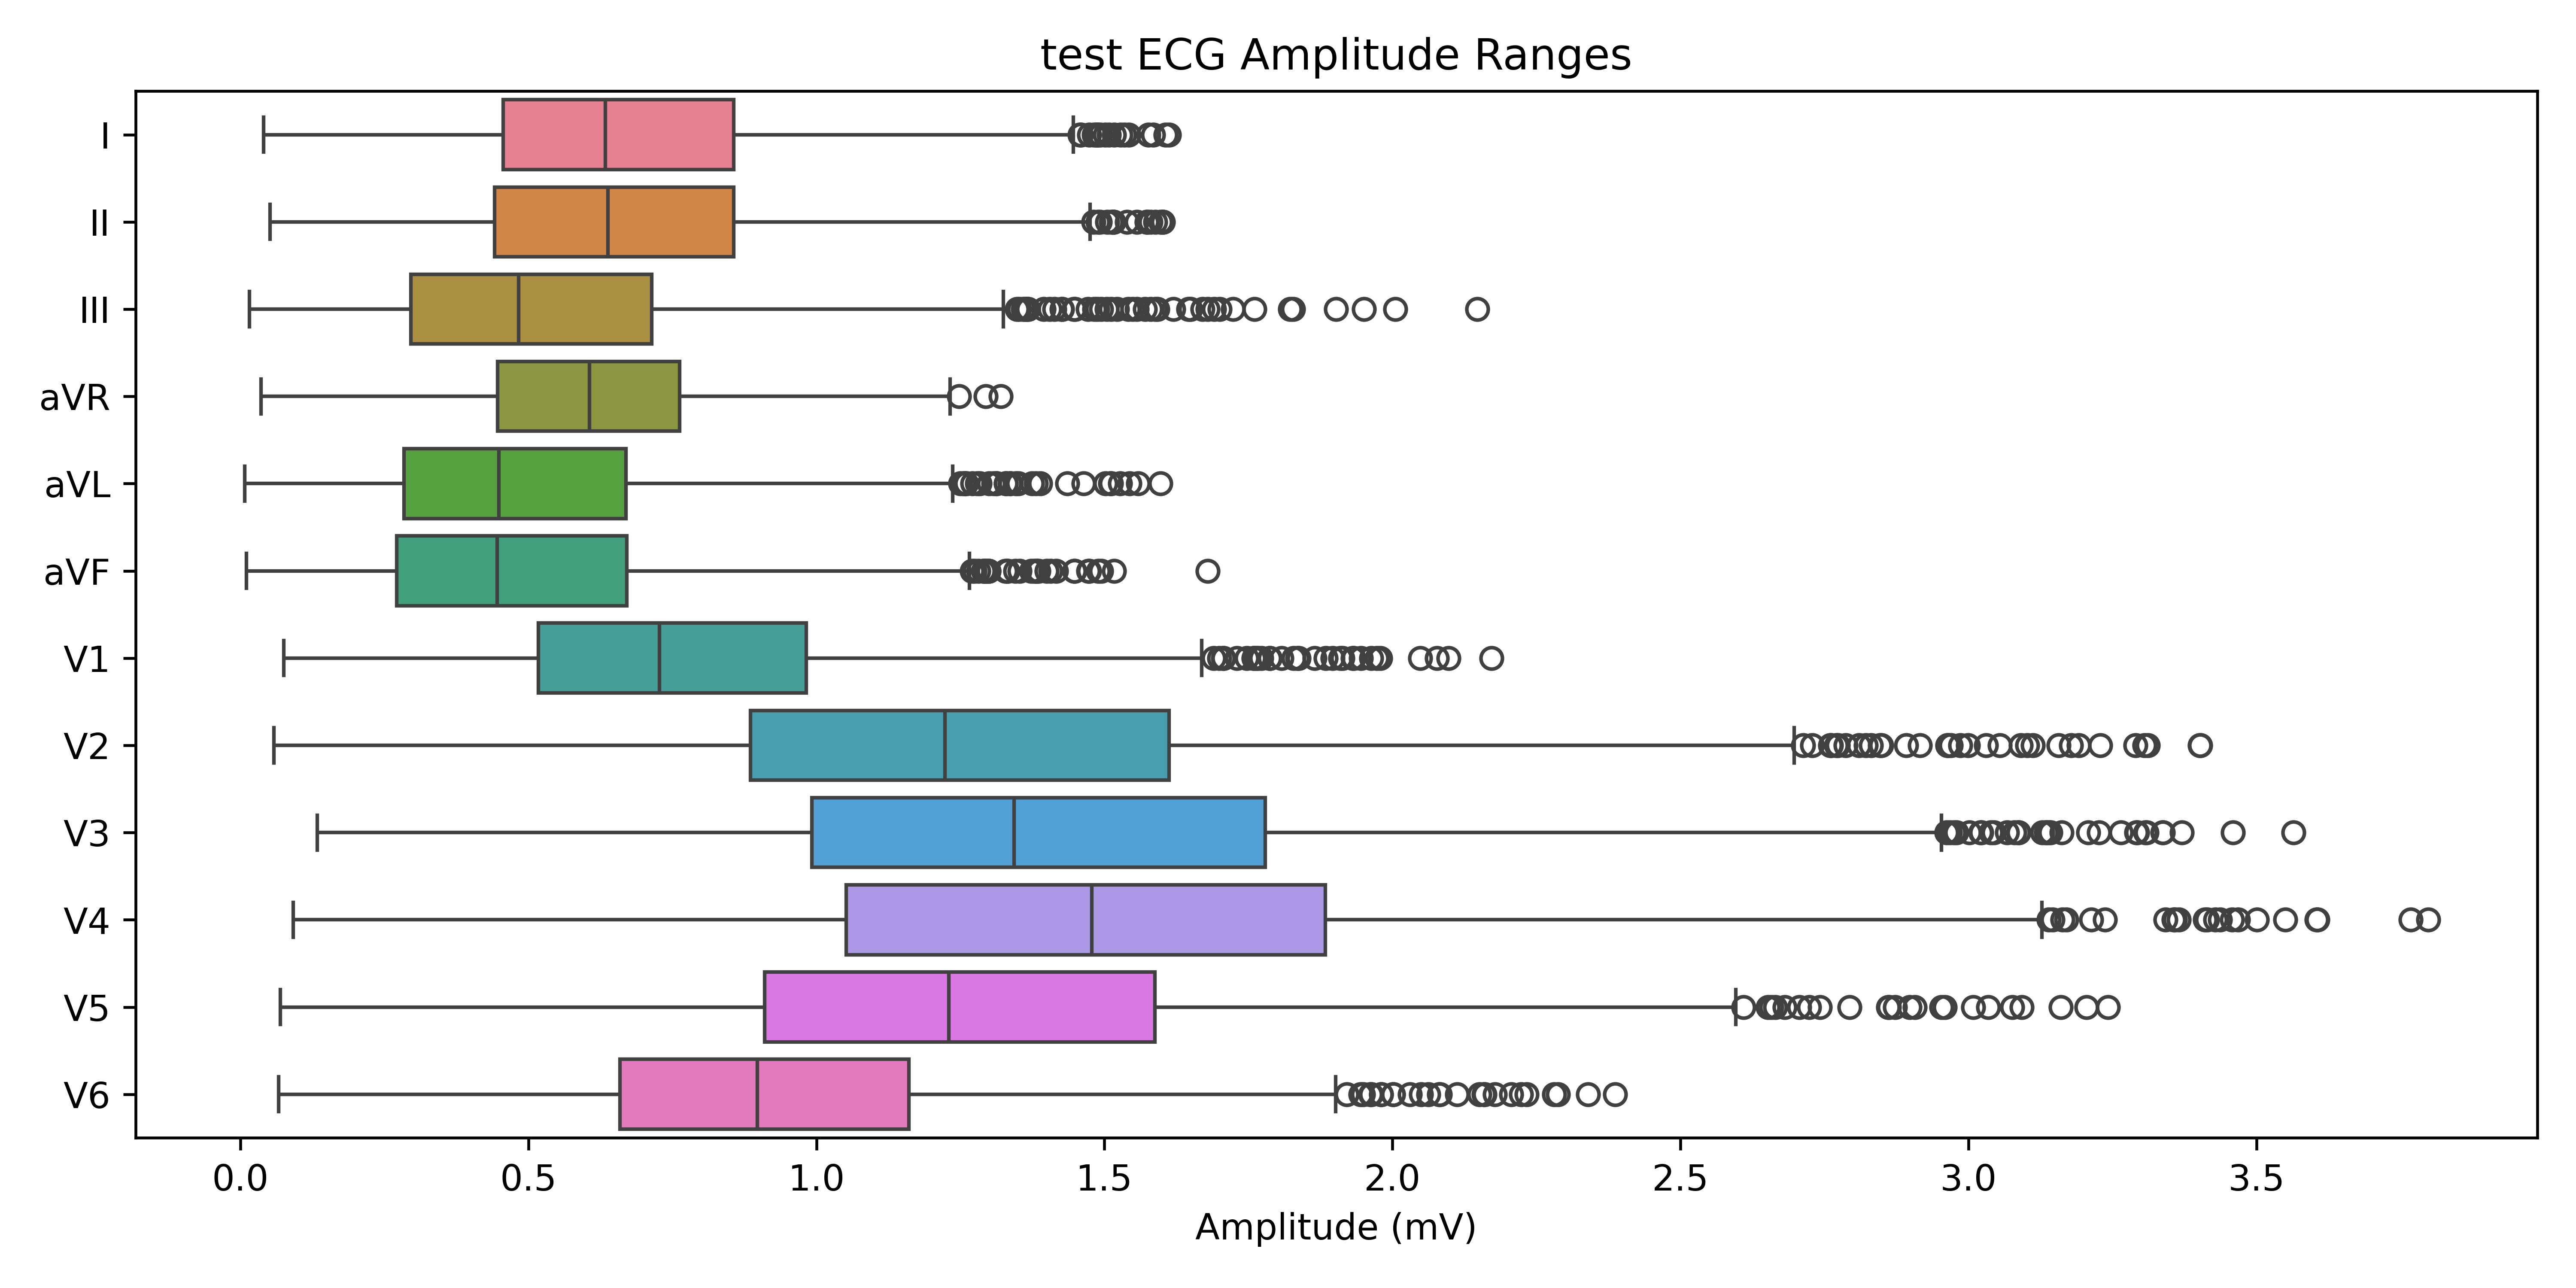 test ECG Amplitude Ranges
I
II
III
aVR
aVL
aVF
V1
V2
V3
V4
V5
V6
0.0 0.5 1.0 1.5 2.0 2.5 3.0 3.5
Amplitude (mV)